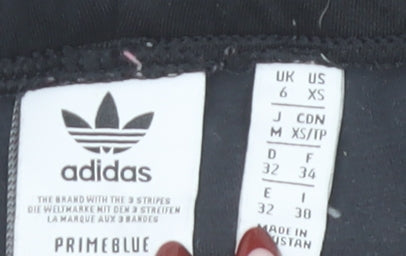 adidas
THE BRAND WITH THE 3 STRIPES
DIE WELTMARKE MIT DEN 3 STREIFEN
LA MARQUE AUX 3 BANDES
PRIMEBLUE
UK US
6 XS
J CDN
M XS/TP
D F
32 34
E I
32 38
MADE IN